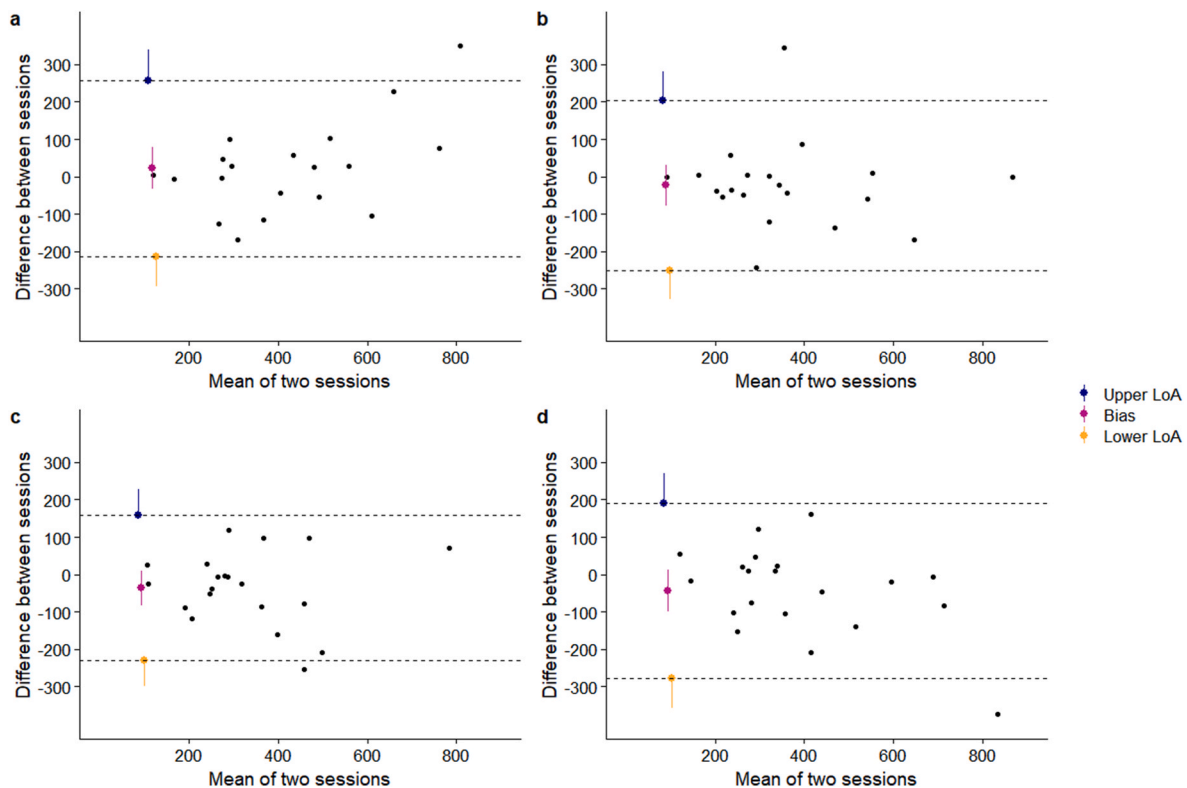 a
Difference between sessions
300
200
100
0
-100
-200
-300
200 400 600 800
Mean of two sessions
b
Difference between sessions
300
200
100
0
-100
-200
-300
200 400 600 800
Mean of two sessions
Upper LoA
Bias
Lower LoA
c
Difference between sessions
300
200
100
0
-100
-200
-300
200 400 600 800
Mean of two sessions
d
Difference between sessions
300
200
100
0
-100
-200
-300
200 400 600 800
Mean of two sessions